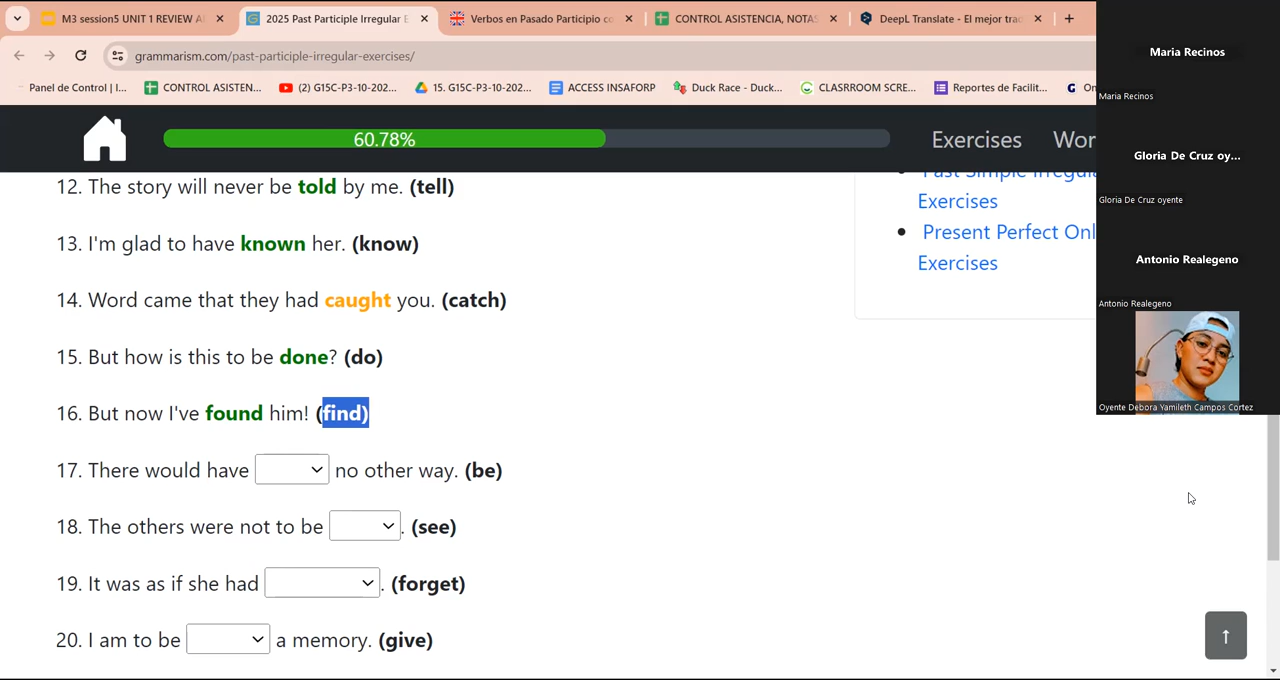 M3 session5 UNIT 1 REVIEW A
2025 Past Participle Irregular E
Verbos en Pasado Participio co
CONTROL ASISTENCIA, NOTAS
DeepL Translate - El mejor tra
grammarism.com/past-participle-irregular-exercises/
Panel de Control | I...
CONTROL ASISTEN...
(2) G15C-P3-10-202...
15. G15C-P3-10-202...
ACCESS INSAFORP
Duck Race - Duck...
CLASRROOM SCRE...
Reportes de Facilit...
On
60.78%
Exercises
Wor
12. The story will never be told by me. (tell)
13. I'm glad to have known her. (know)
14. Word came that they had caught you. (catch)
15. But how is this to be done? (do)
16. But now I've found him! (find)
17. There would have no other way. (be)
18. The others were not to be . (see)
19. It was as if she had . (forget)
20. I am to be a memory. (give)
Past Simple Irregula
Exercises
Present Perfect Onl
Exercises
Maria Recinos
Maria Recinos
Gloria De Cruz oy...
Gloria De Cruz oyente
Antonio Realegeno
Antonio Realegeno
Oyente Debora Yamileth Campos Cortez